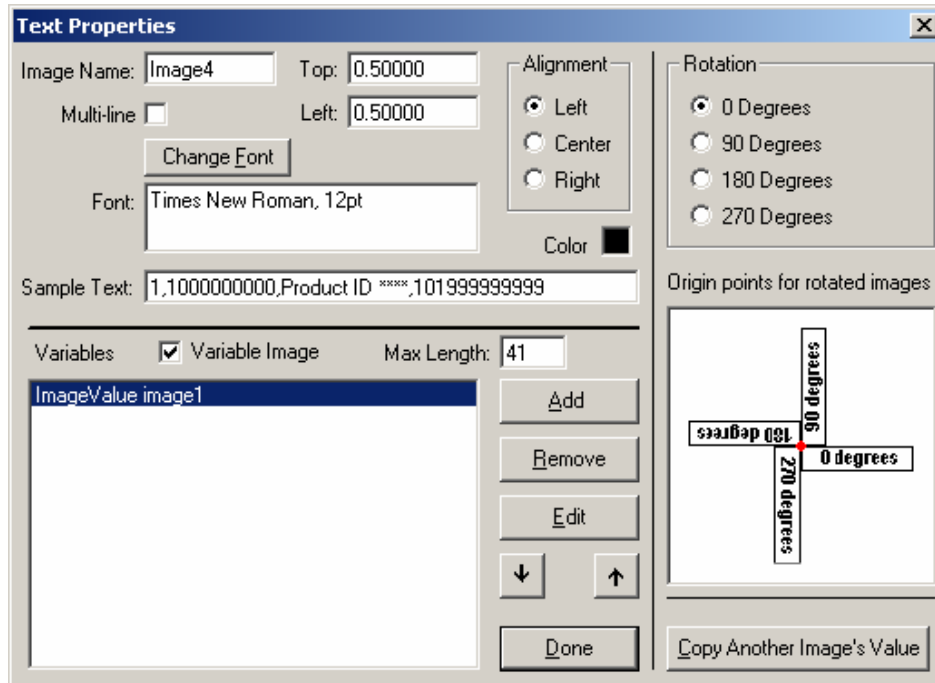 Text Properties
Image Name: Image4 Top: 0.50000
Multi-line Left: 0.50000
Change Font
Font: Times New Roman, 12pt
Alignment
Left
Center
Right
Color
Sample Text: 1,1000000000,Product ID ****,101999999999
Rotation
0 Degrees
90 Degrees
180 Degrees
270 Degrees
Origin points for rotated images
90 degrees
180 degrees
0 degrees
270 degrees
Variables Variable Image Max Length: 41
ImageValue image1
Add
Remove
Edit
Done
Copy Another Image's Value